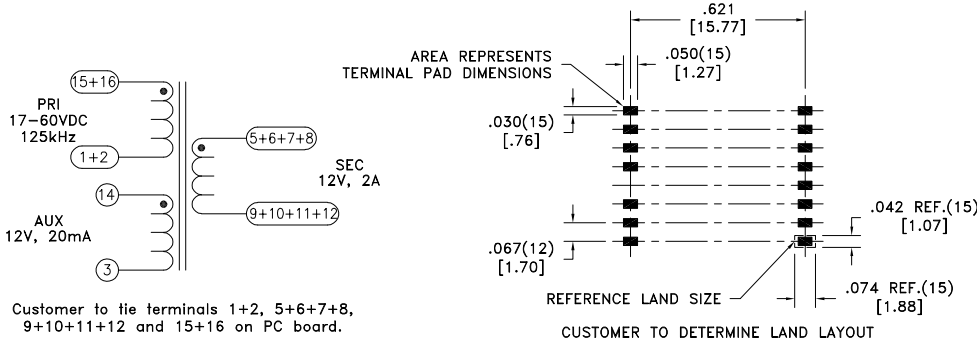 15+16
PRI
17-60VDC
125kHz
1+2
14
AUX
12V, 20mA
3
5+6+7+8
SEC
12V, 2A
9+10+11+12
Customer to tie terminals 1+2, 5+6+7+8,
9+10+11+12 and 15+16 on PC board.
.621
[15.77]
AREA REPRESENTS
TERMINAL PAD DIMENSIONS
.050(15)
[1.27]
.030(15)
[.76]
.067(12)
[1.70]
.042 REF.(15)
[1.07]
.074 REF.(15)
[1.88]
REFERENCE LAND SIZE
CUSTOMER TO DETERMINE LAND LAYOUT